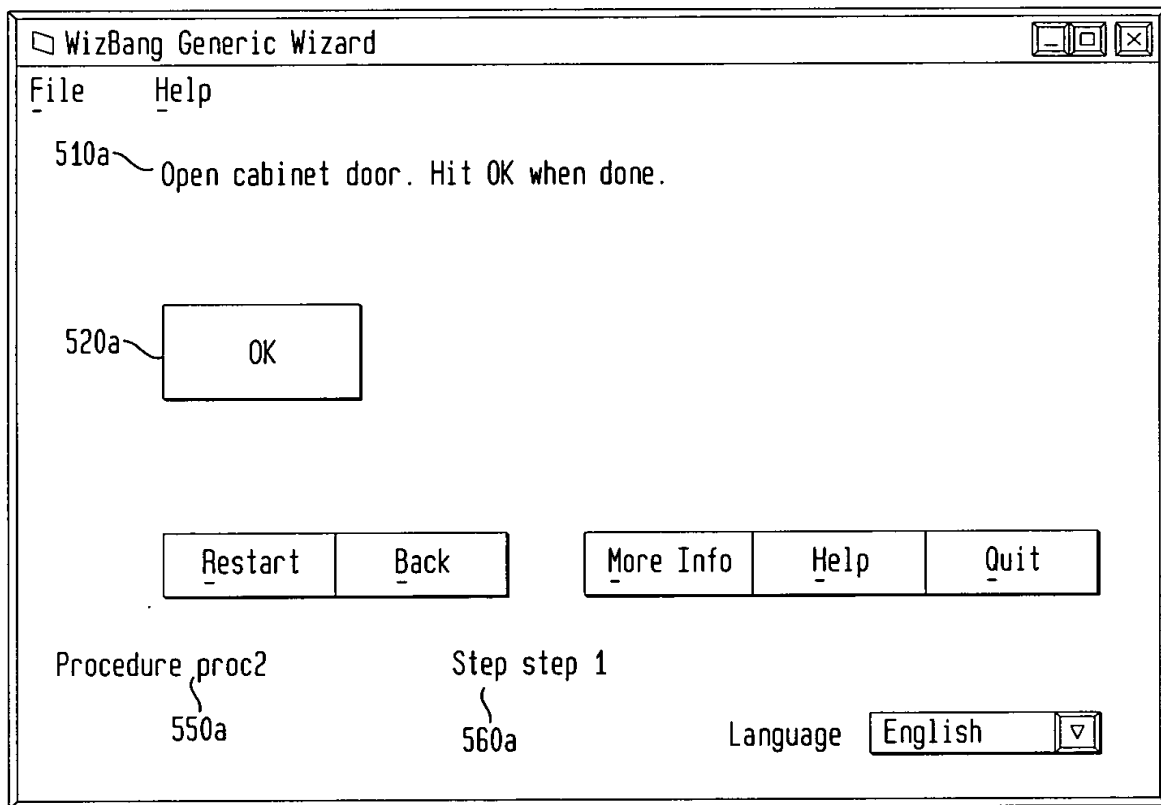 WizBang Generic Wizard
File Help
510a
Open cabinet door. Hit OK when done.
520a
OK
Restart Back More Info Help Quit
Procedure proc2 Step step 1
550a 560a
Language English